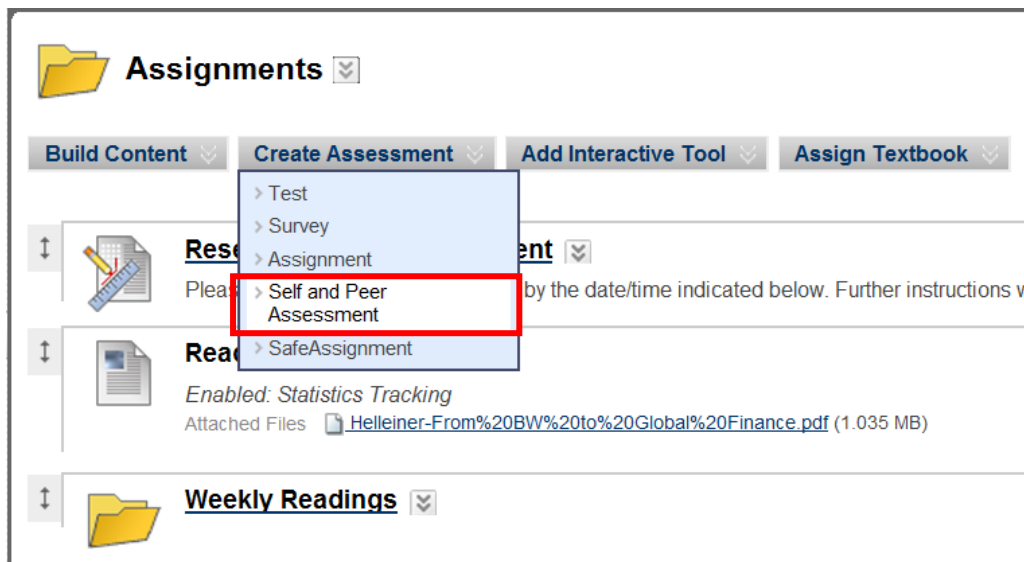 Assignments
Build Content Create Assessment Add Interactive Tool Assign Textbook
> Test
> Survey
> Assignment
> Self and Peer
Assessment
> SafeAssignment
Rese ent
Pleas by the date/time indicated below. Further instructions w
Read
Enabled: Statistics Tracking
Attached Files Helleiner-From%20BW%20to%20Global%20Finance.pdf (1.035 MB)
Weekly Readings